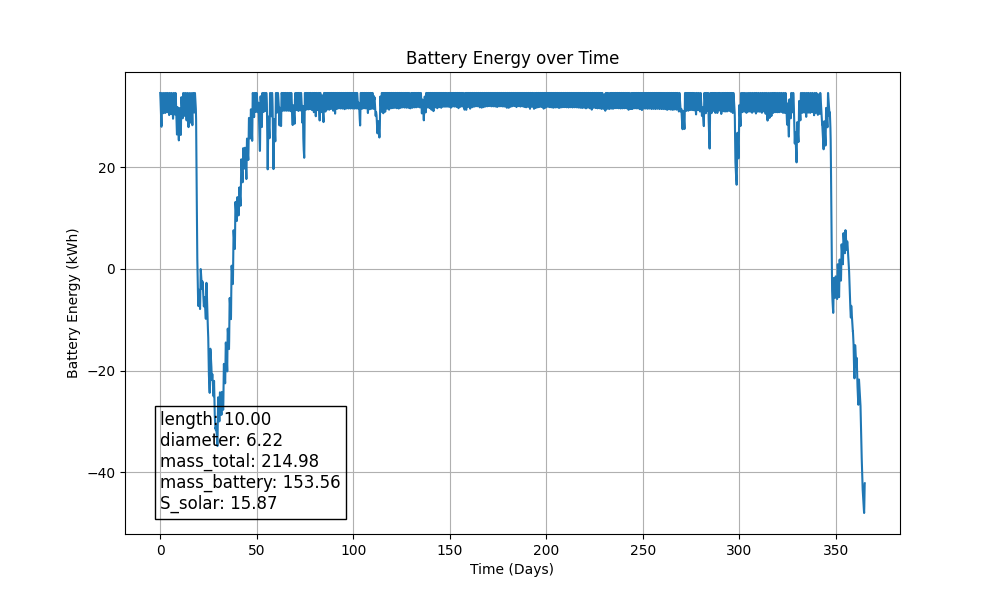 Battery Energy over Time
Battery Energy (kWh)
20
0
−20
−40
length: 10.00
diameter: 6.22
mass_total: 214.98
mass_battery: 153.56
S_solar: 15.87
0 50 100 150 200 250 300 350
Time (Days)